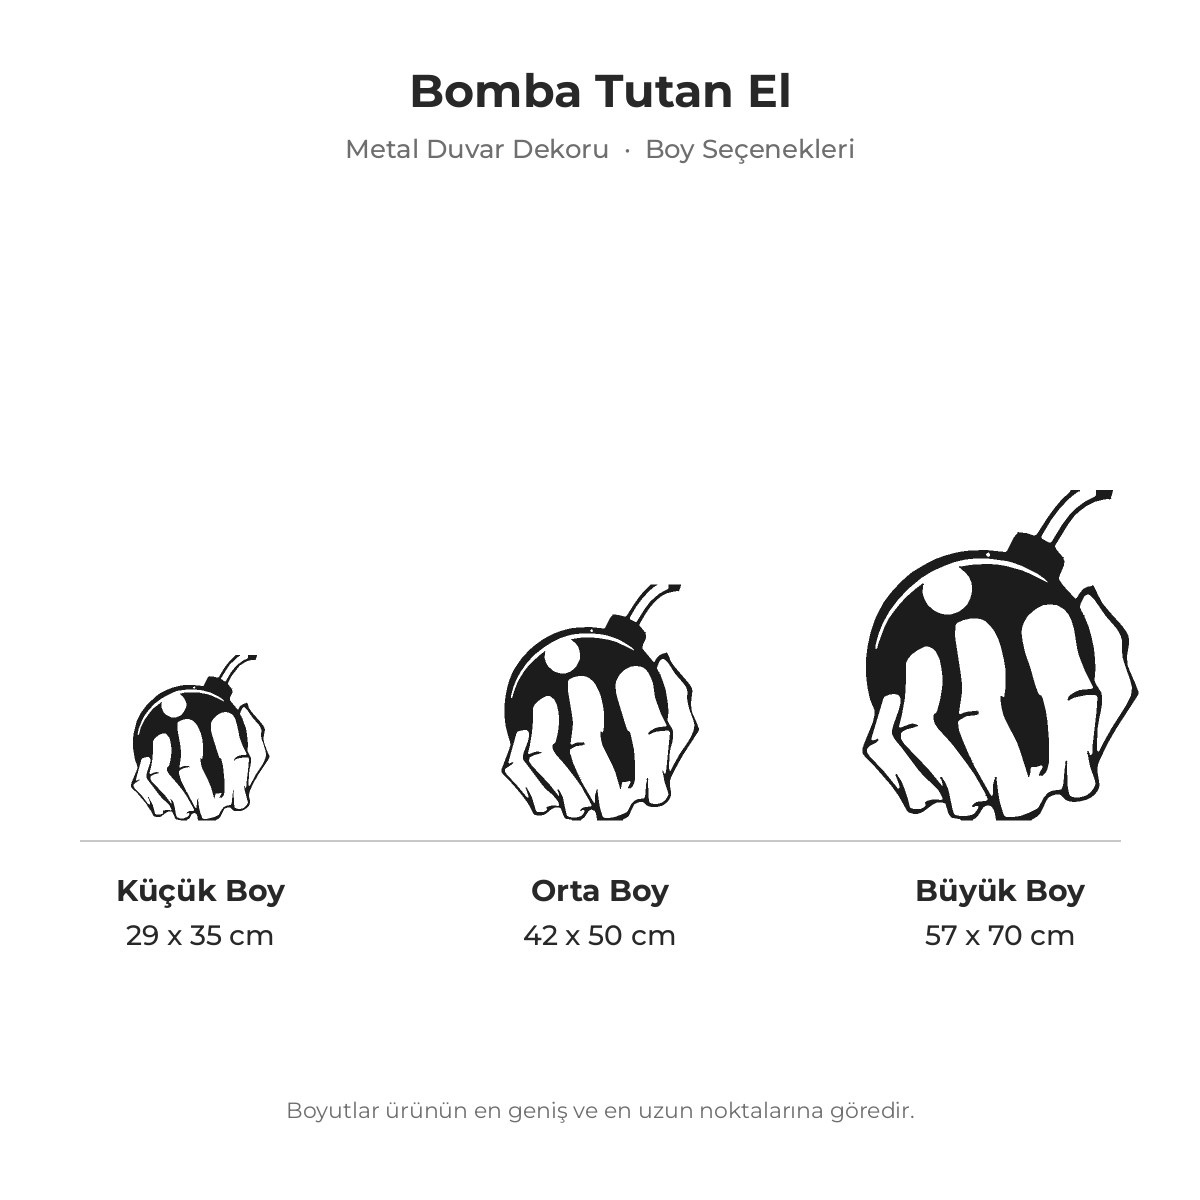 Bomba Tutan El
Metal Duvar Dekoru · Boy Seçenekleri
Küçük Boy
29 x 35 cm
Orta Boy
42 x 50 cm
Büyük Boy
57 x 70 cm
Boyutlar ürünün en geniş ve en uzun noktalarına göredir.